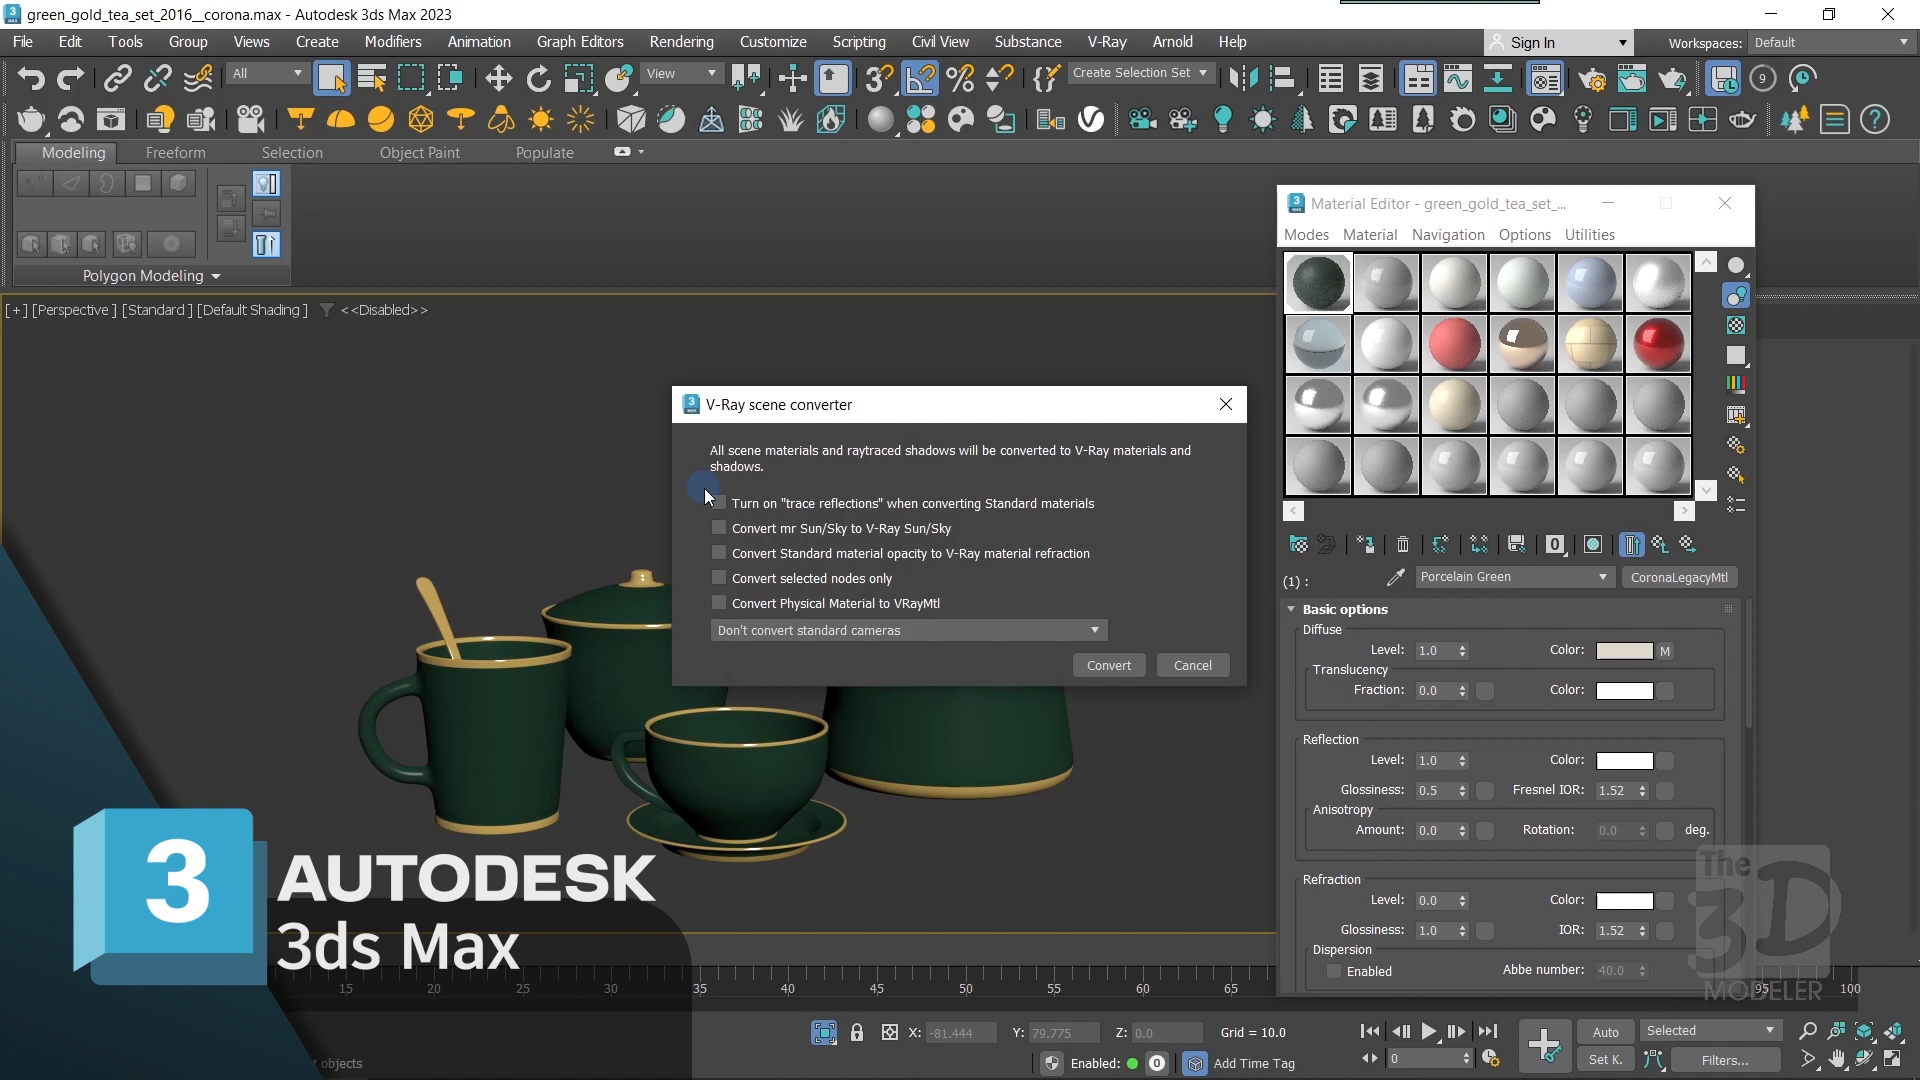 green_gold_tea_set_2016__corona.max - Autodesk 3ds Max 2023
File Edit Tools Group Views Create Modifiers Animation Graph Editors Rendering Customize Scripting Civil View Substance V-Ray Arnold Help
Sign In
Workspaces: Default
All
View
Create Selection Set
9
Modeling Freeform Selection Object Paint Populate
Polygon Modeling
[+] [Perspective ] [Standard ] [Default Shading ] <<Disabled>>
Material Editor - green_gold_tea_set_...
Modes Material Navigation Options Utilities
V-Ray scene converter
All scene materials and raytraced shadows will be converted to V-Ray materials and
shadows.
Turn on "trace reflections" when converting Standard materials
Convert mr Sun/Sky to V-Ray Sun/Sky
Convert Standard material opacity to V-Ray material refraction
Convert selected nodes only
Convert Physical Material to VRayMtl
Don't convert standard cameras
Convert Cancel
0
(1) : Porcelain Green CoronaLegacyMtl
Basic options
Diffuse
Level: 1.0 Color: M
Translucency
Fraction: 0.0 Color:
Reflection
Level: 1.0 Color:
Glossiness: 0.5 Fresnel IOR: 1.52
Anisotropy
Amount: 0.0 Rotation: 0.0 deg.
Refraction
Level: 0.0 Color:
Glossiness: 1.0 IOR: 1.52
Dispersion
Enabled Abbe number: 40.0
The
3D
MODELER
3
AUTODESK
3ds Max
15 20 25 30 35 40 45 50 55 60 65 95 100
X: -81.444 Y: 79.775 Z: 0.0 Grid = 10.0
Auto Selected
t objects
Enabled: 0 Add Time Tag
0
Set K. Filters...